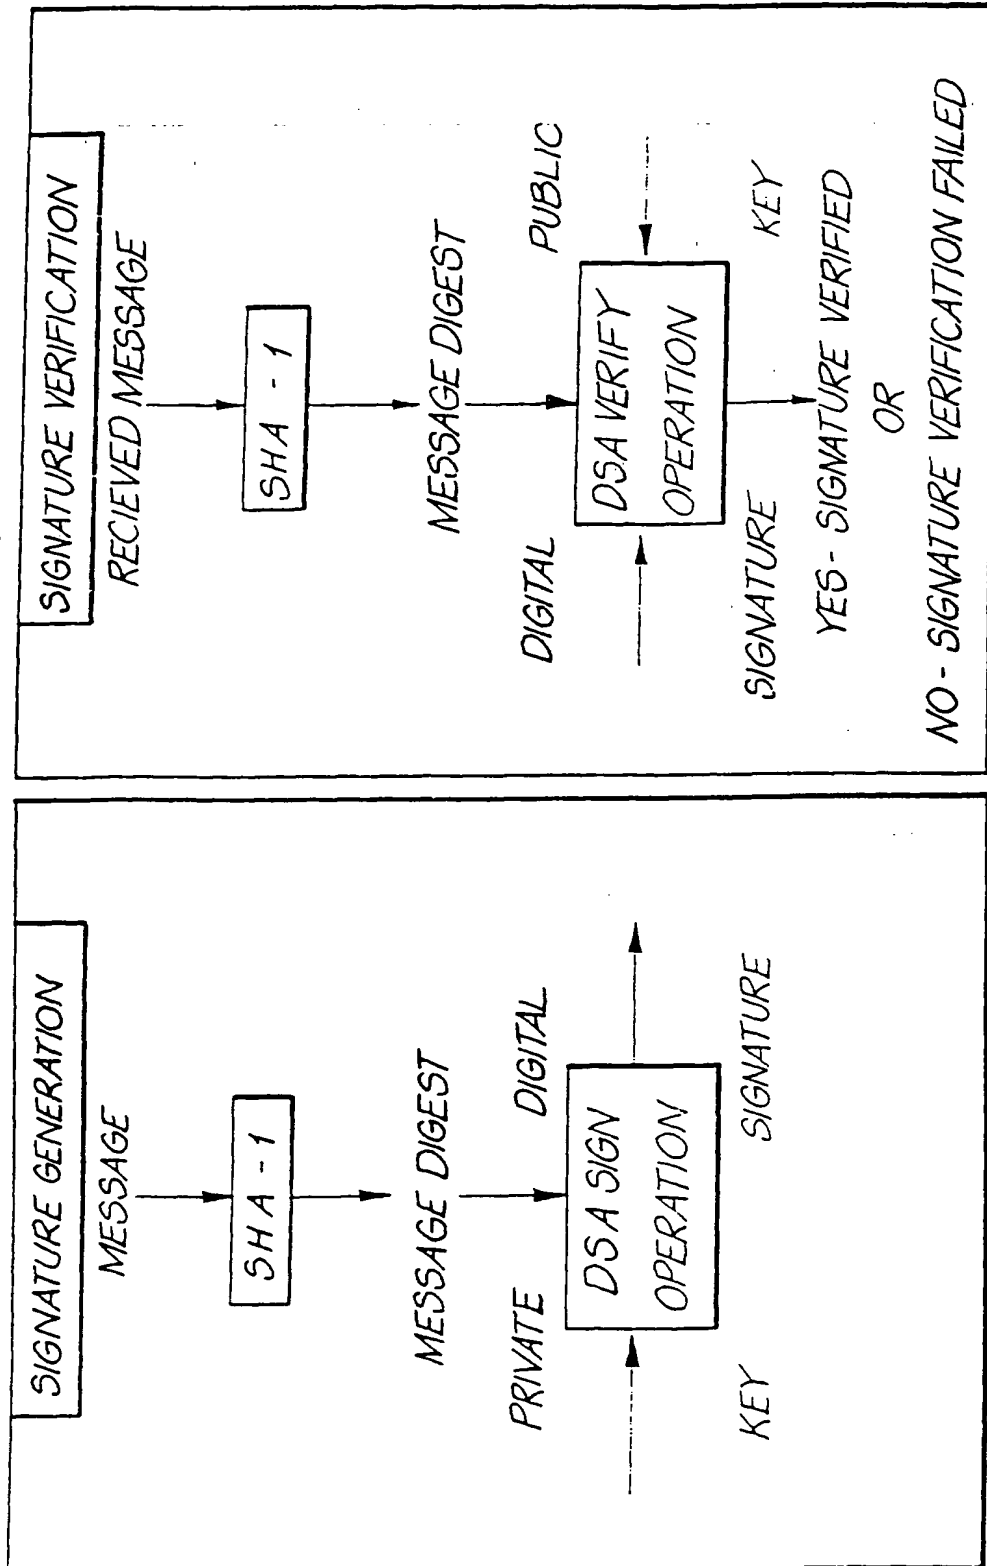 SIGNATURE GENERATION
MESSAGE
SHA - 1
MESSAGE DIGEST
PRIVATE
DIGITAL
DSA SIGN
OPERATION
KEY
SIGNATURE
SIGNATURE VERIFICATION
RECIEVED MESSAGE
SHA - 1
MESSAGE DIGEST
DIGITAL
PUBLIC
DSA VERIFY
OPERATION
SIGNATURE
KEY
YES - SIGNATURE VERIFIED
OR
NO - SIGNATURE VERIFICATION FAILED